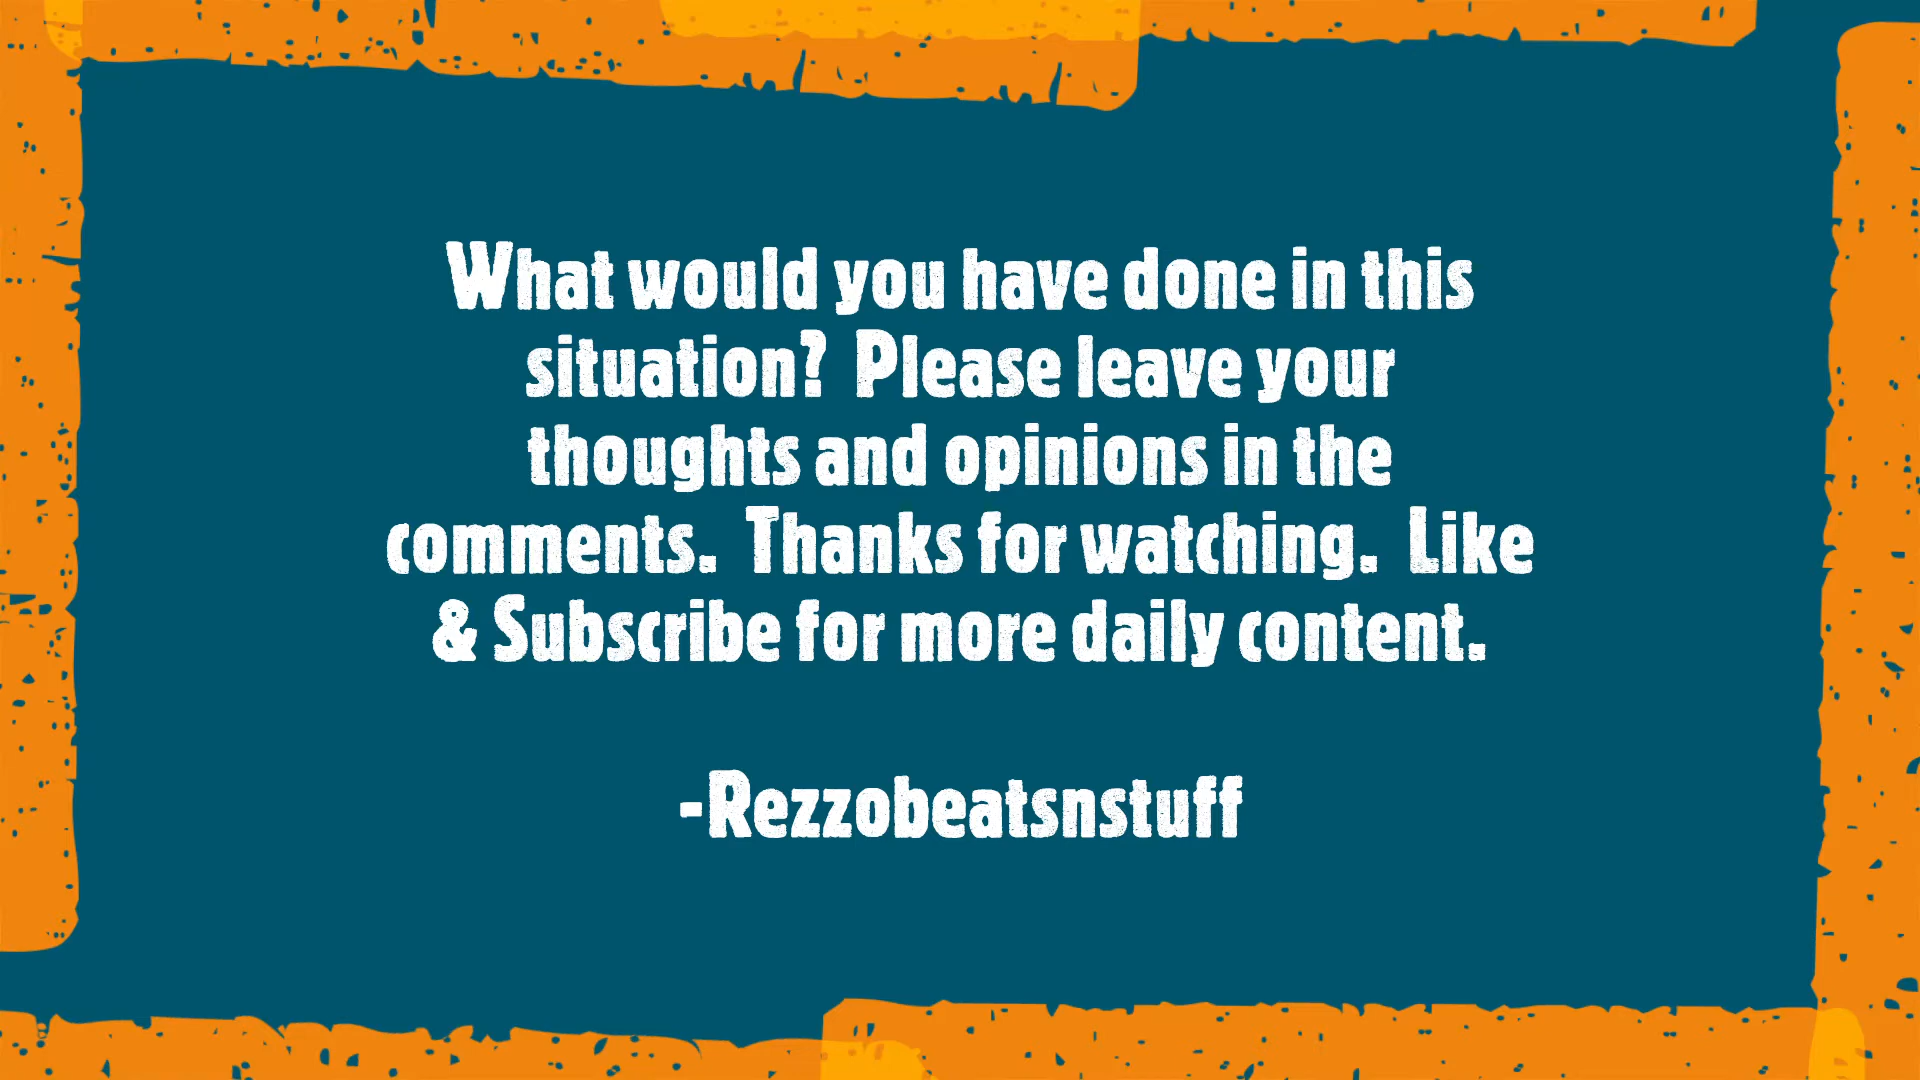 What would you have done in this
situation?  Please leave your
thoughts and opinions in the
comments.  Thanks for watching.  Like
& Subscribe for more daily content.
-Rezzobeatsnstuff